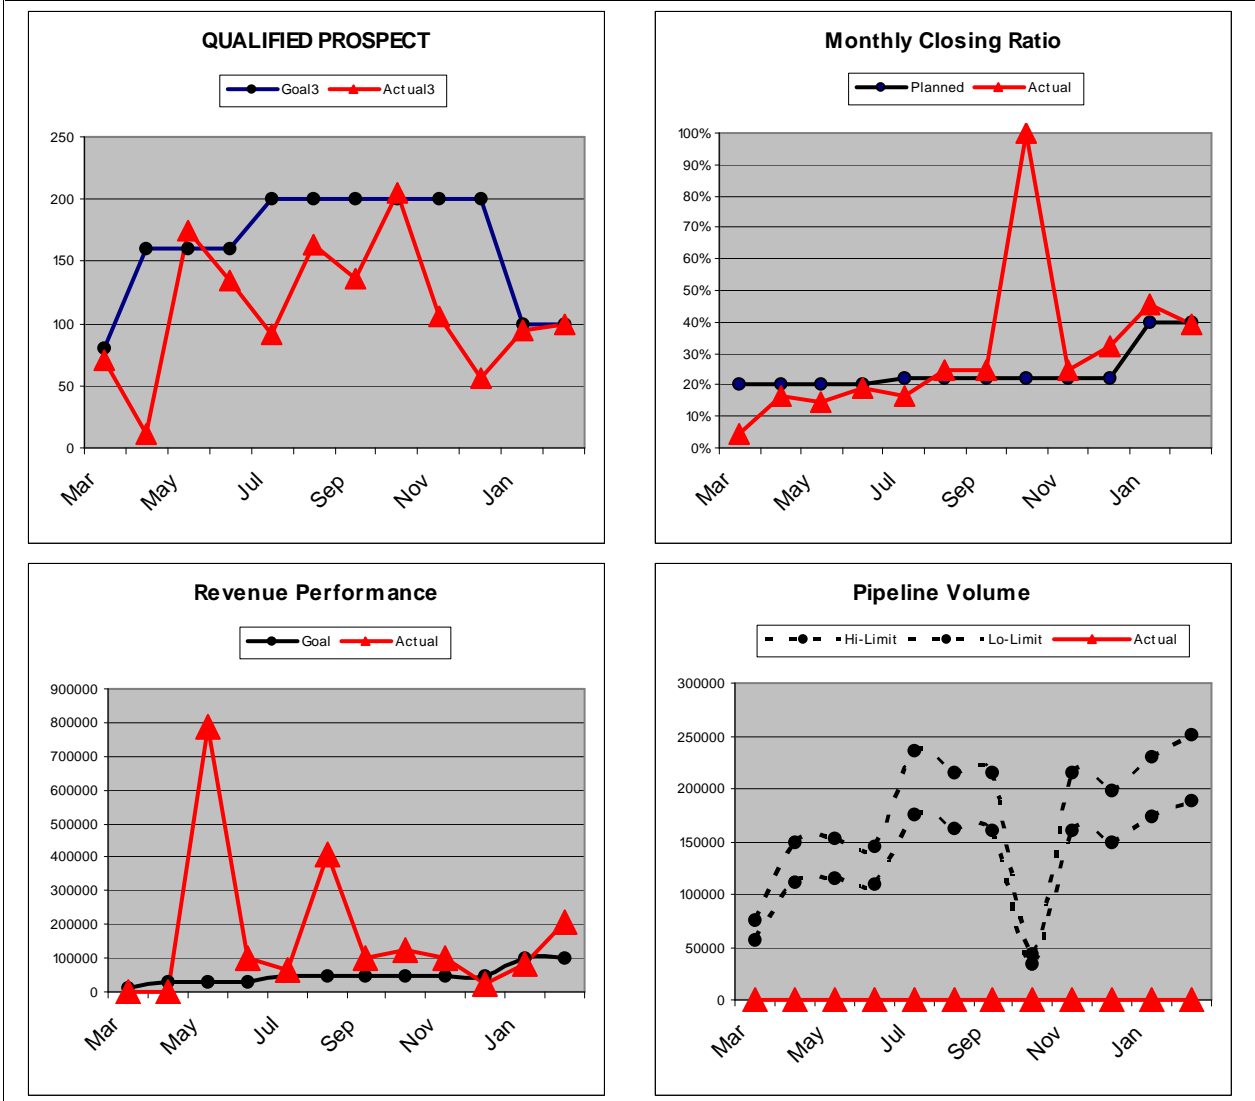 QUALIFIED PROSPECT
Goal3 Actual3
250
200
150
100
50
0
Mar May Jul Sep Nov Jan
Monthly Closing Ratio
Planned Actual
100%
90%
80%
70%
60%
50%
40%
30%
20%
10%
0%
Mar May Jul Sep Nov Jan
Revenue Performance
Goal Actual
900000
800000
700000
600000
500000
400000
300000
200000
100000
0
Mar May Jul Sep Nov Jan
Pipeline Volume
Hi-Limit Lo-Limit Actual
300000
250000
200000
150000
100000
50000
0
Mar May Jul Sep Nov Jan